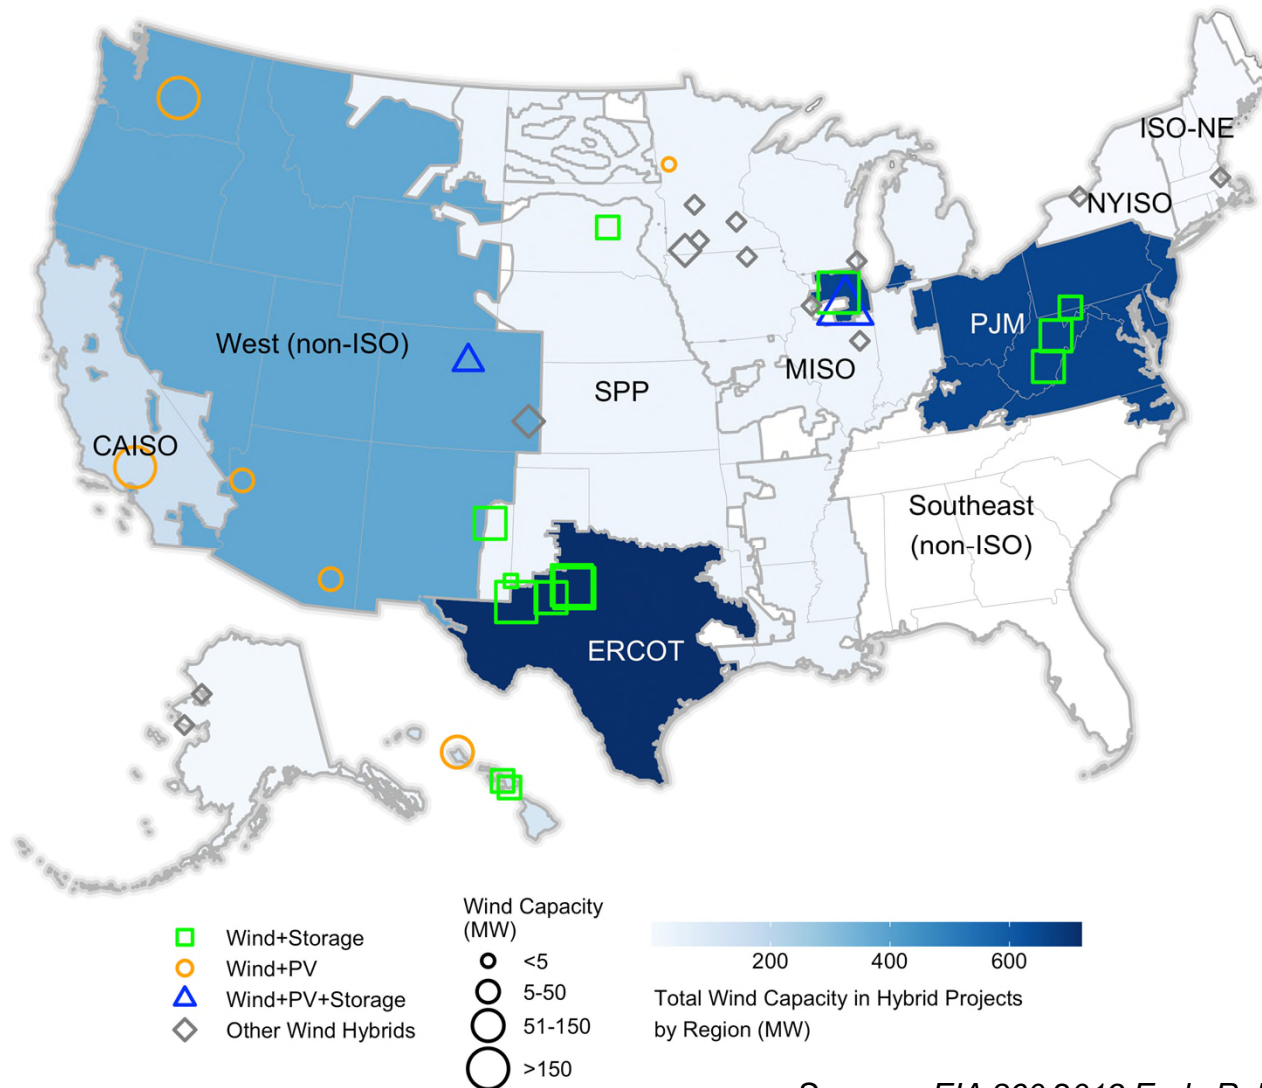 ISO-NE
NYISO
PJM
West (non-ISO)
MISO
SPP
CAISO
Southeast
(non-ISO)
ERCOT
Wind+Storage
Wind+PV
Wind+PV+Storage
Other Wind Hybrids
Wind Capacity
(MW)
<5
5-50
51-150
>150
200 400 600
Total Wind Capacity in Hybrid Projects
by Region (MW)